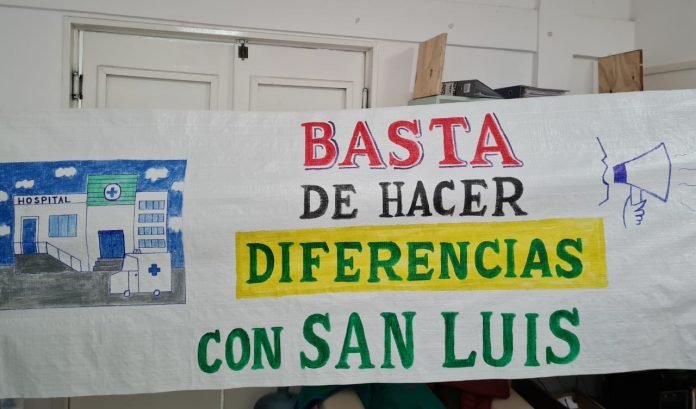 HOSPITAL
BASTA
DE HACER
DIFERENCIAS
CON SAN LUIS